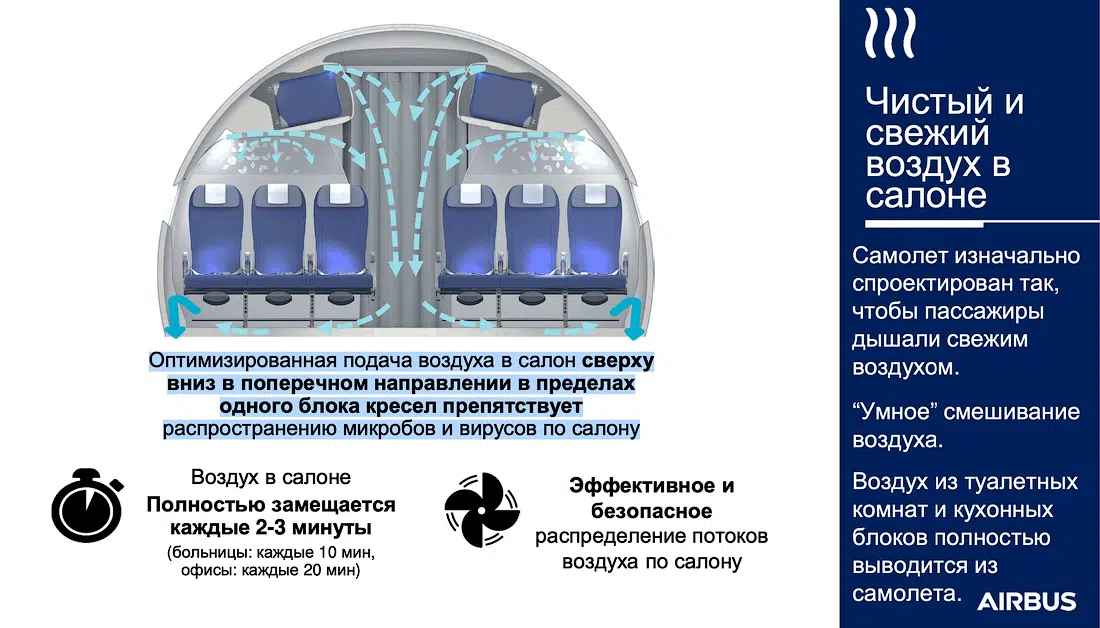 Оптимизированная подача воздуха в салон сверху
вниз в поперечном направлении в пределах
одного блока кресел препятствует
распространению микробов и вирусов по салону
Воздух в салоне
Полностью замещается
каждые 2-3 минуты
(больницы: каждые 10 мин,
офисы: каждые 20 мин)
Эффективное и
безопасное
распределение потоков
воздуха по салону
Чистый и
свежий
воздух в
салоне
Самолет изначально
спроектирован так,
чтобы пассажиры
дышали свежим
воздухом.
“Умное” смешивание
воздуха.
Воздух из туалетных
комнат и кухонных
блоков полностью
выводится из
самолета.
AIRBUS